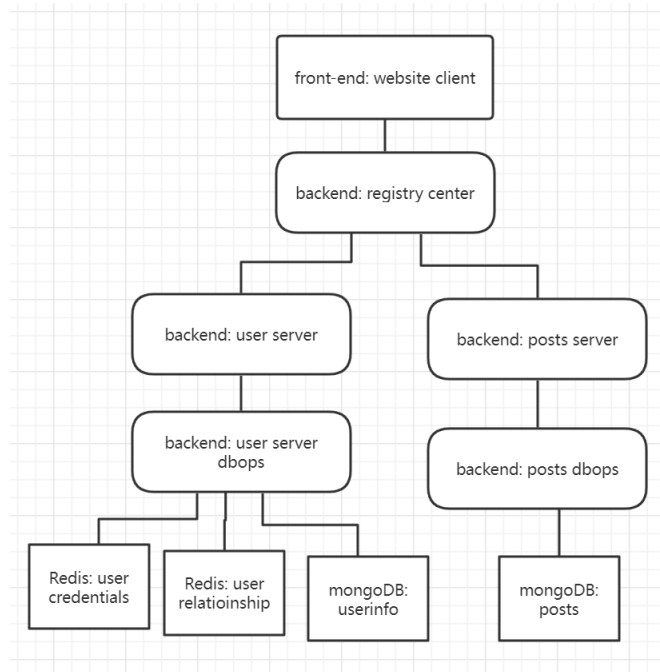 front-end: website client
backend: registry center
backend: user server
backend: posts server
backend: user server
dbops
backend: posts dbops
Redis: user
credentials
Redis: user
relatioinship
mongoDB:
userinfo
mongoDB:
posts